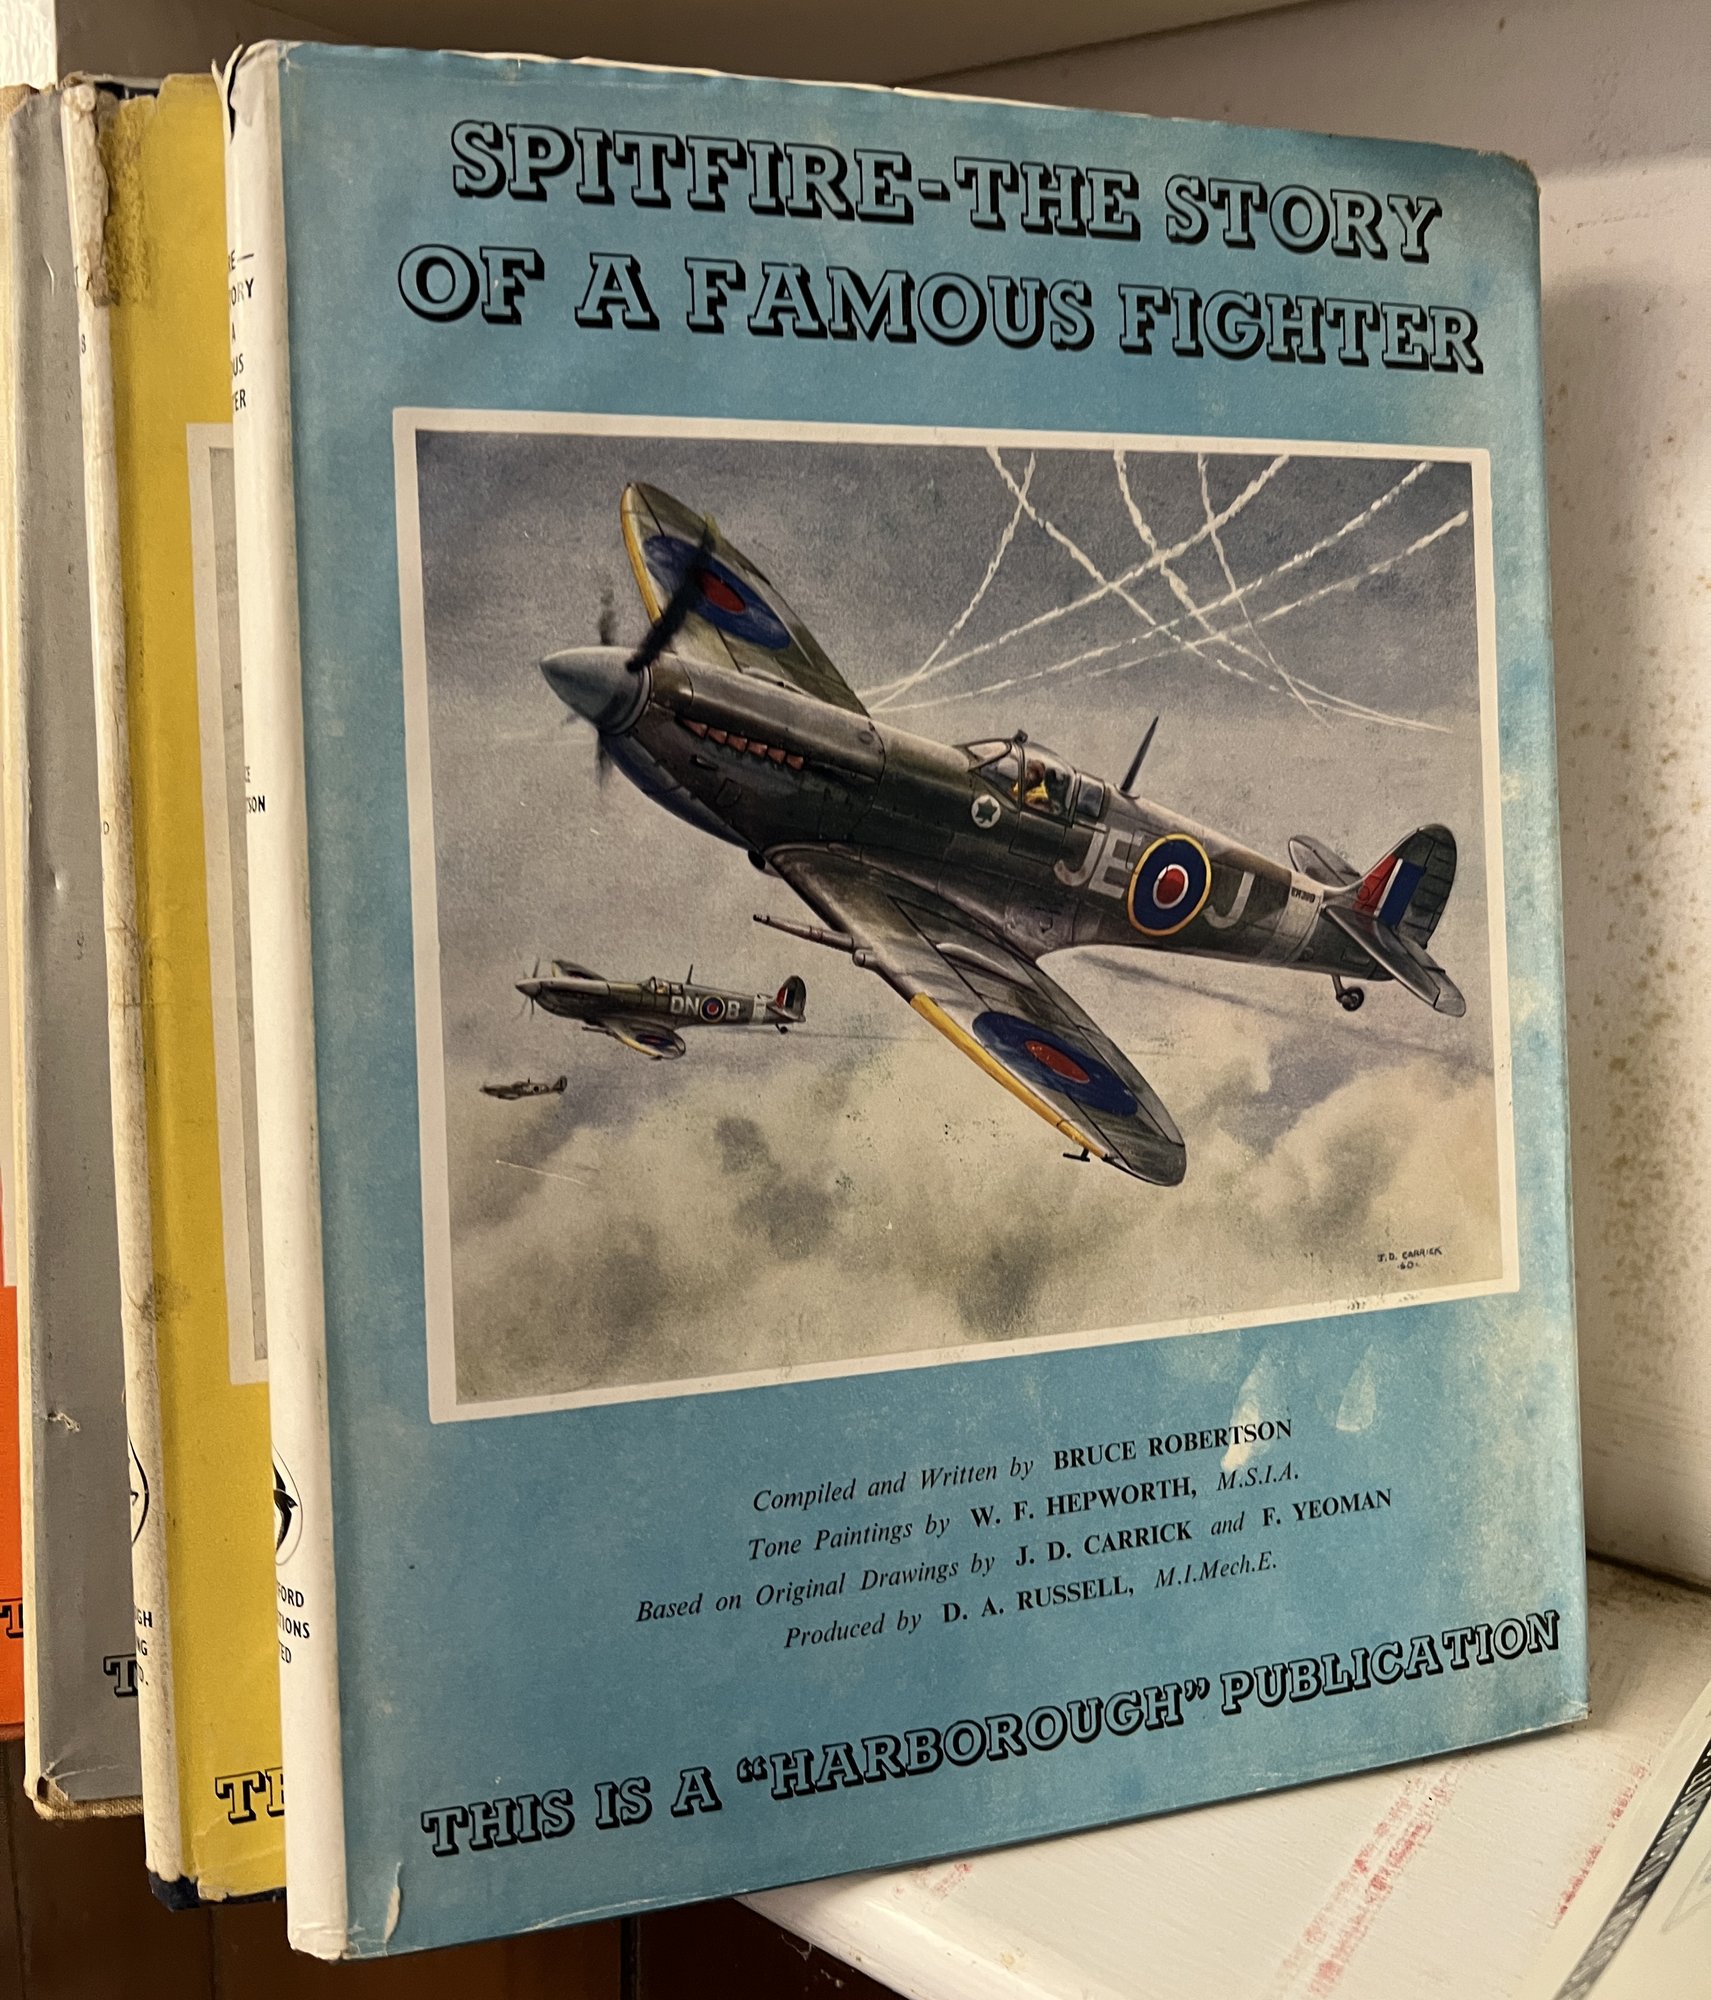 SPITFIRE-THE STORY
OF A FAMOUS FIGHTER
JE J
DN B
J. D. CARRICK
·60·
Compiled and Written by BRUCE ROBERTSON
Tone Paintings by W. F. HEPWORTH, M.S.I.A.
Based on Original Drawings by J. D. CARRICK and F. YEOMAN
Produced by D. A. RUSSELL, M.I.Mech.E.
THIS IS A “HARBOROUGH” PUBLICATION